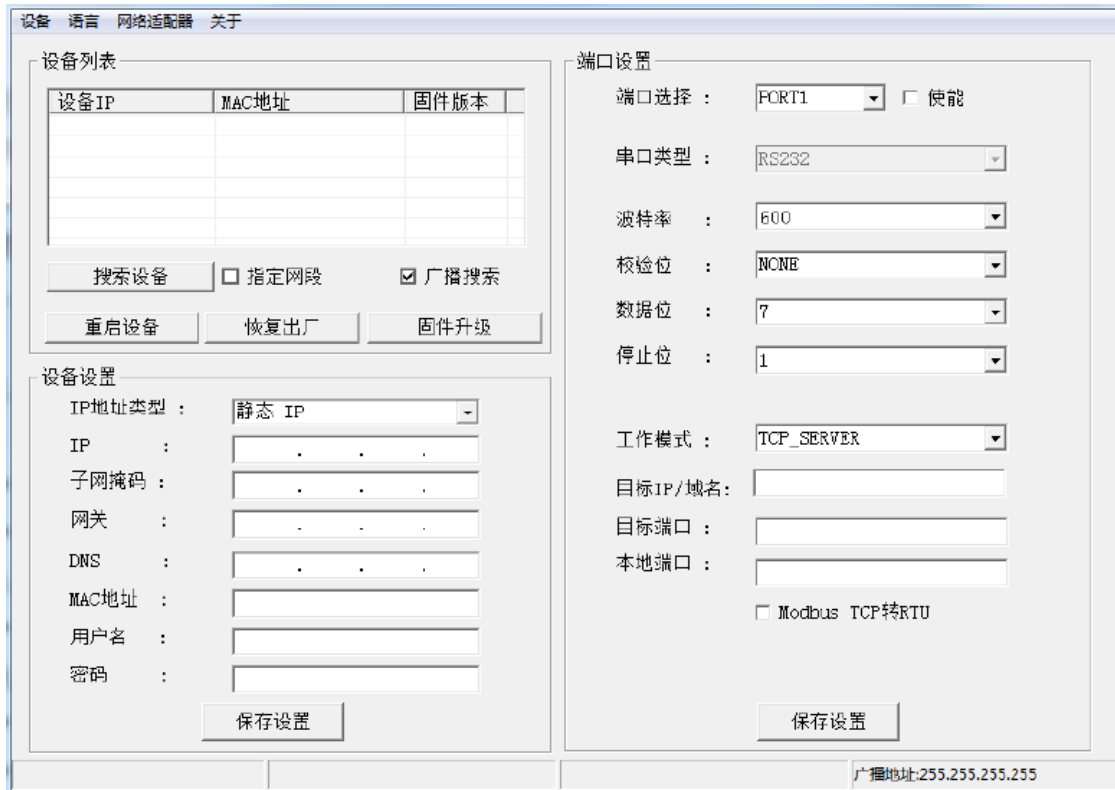 设备 语言 网络适配器 关于
设备列表
设备IP MAC地址 固件版本
搜索设备 指定网段 广播搜索
重启设备 恢复出厂 固件升级
设备设置
IP地址类型 : 静态 IP
IP : . . .
子网掩码 : . . .
网关 : . . .
DNS : . . .
MAC地址 :
用户名 :
密码 :
保存设置
端口设置
端口选择 : PORT1 使能
串口类型 : RS232
波特率 : 600
校验位 : NONE
数据位 : 7
停止位 : 1
工作模式 : TCP_SERVER
目标IP/域名:
目标端口 :
本地端口 :
Modbus TCP转RTU
保存设置
广播地址:255.255.255.255